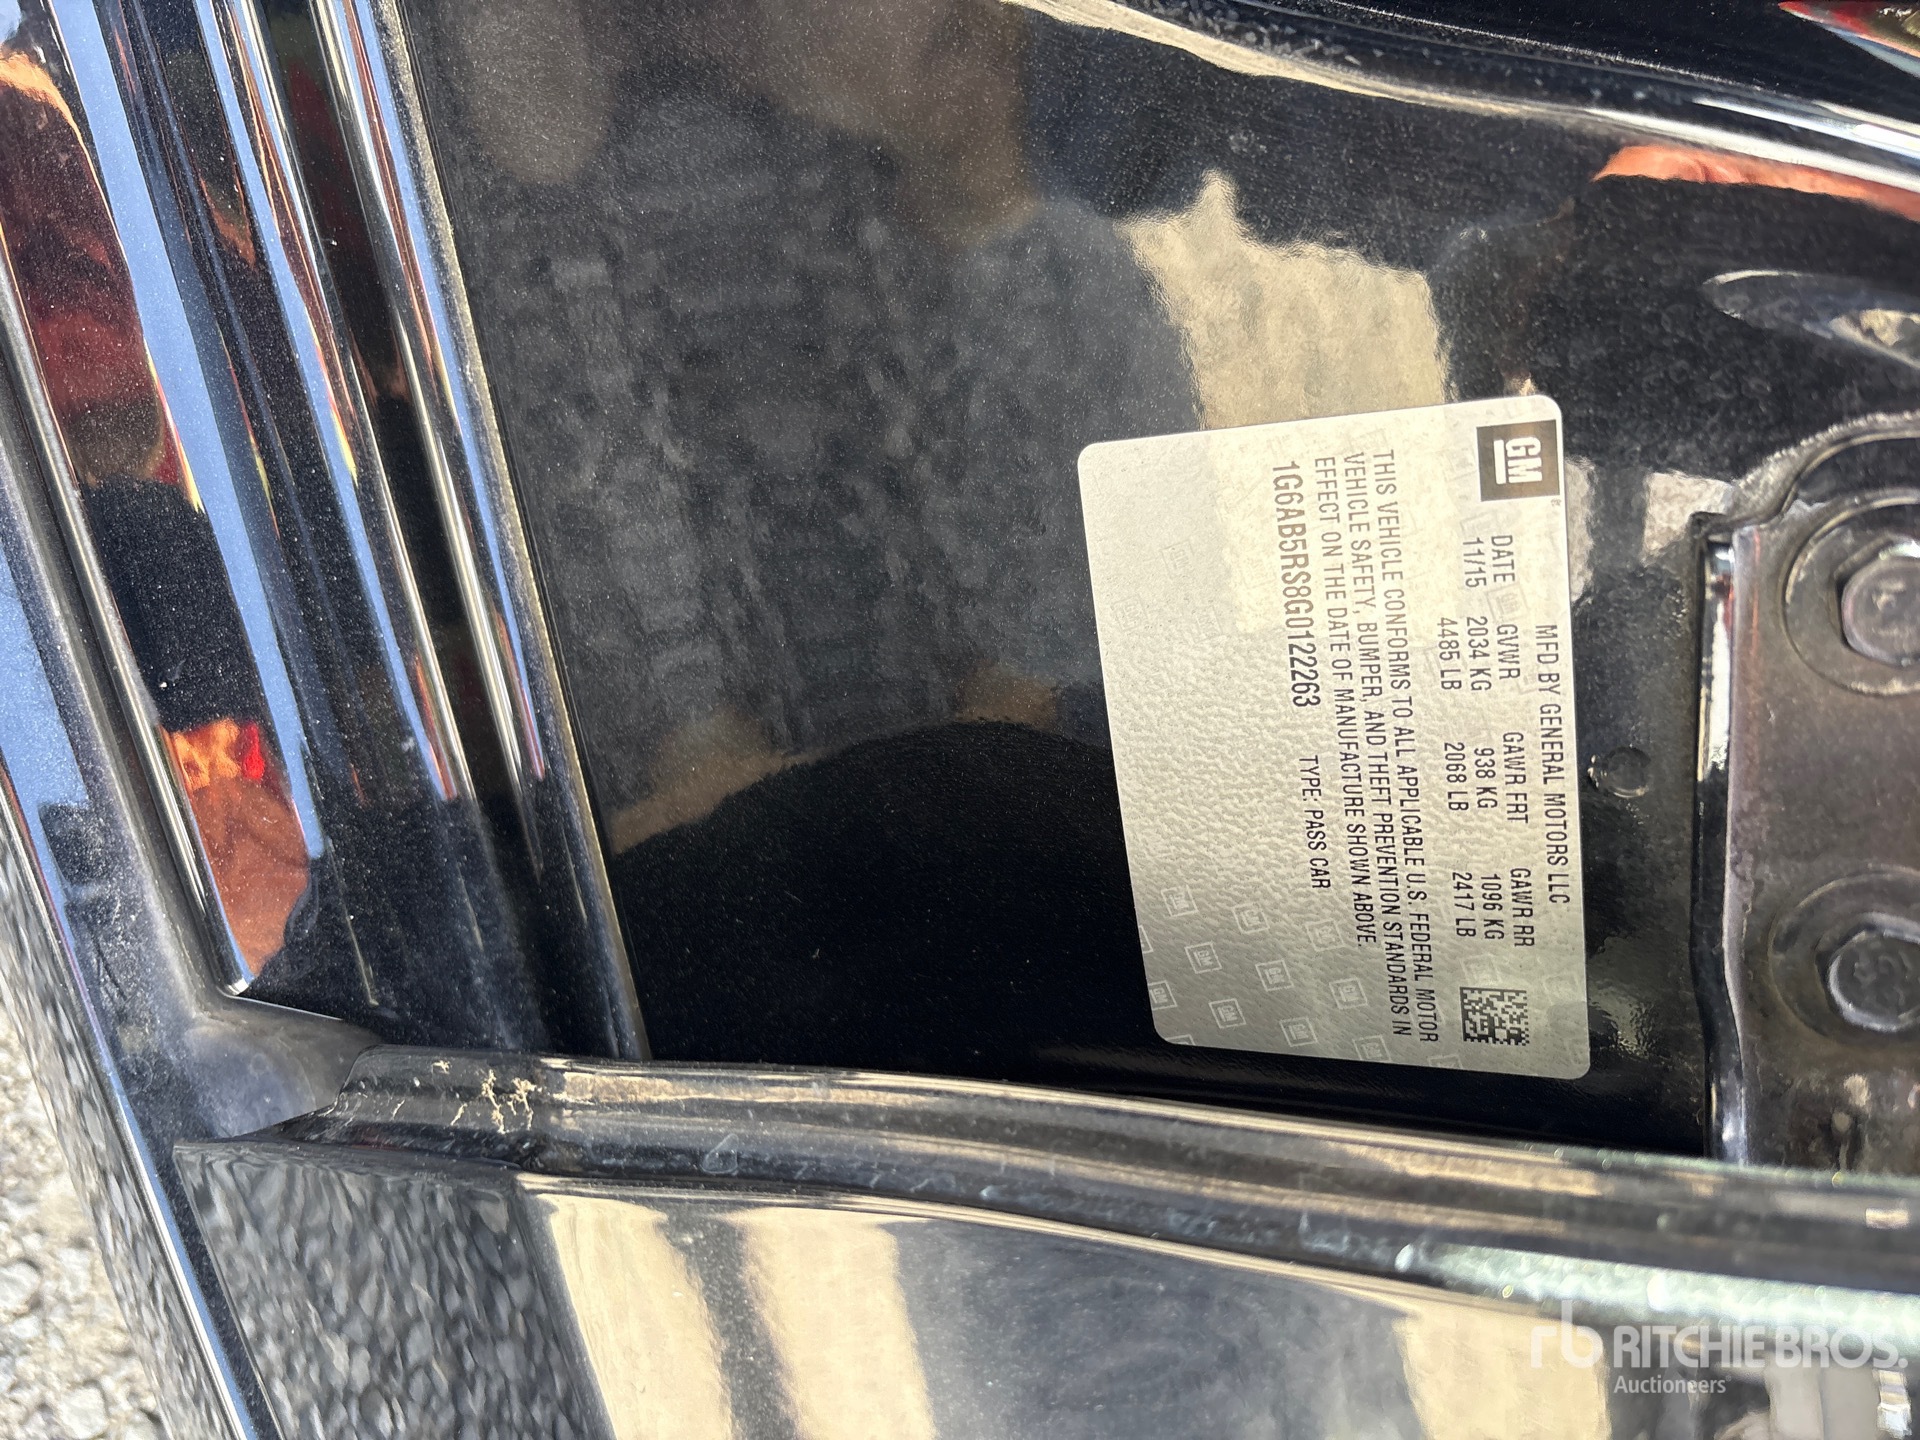 GM
MFD BY GENERAL MOTORS LLC
DATE GVWR GAWR FRT GAWR RR
11/15 2034 KG 938 KG 1096 KG
4485 LB 2068 LB 2417 LB
THIS VEHICLE CONFORMS TO ALL APPLICABLE U.S. FEDERAL MOTOR
VEHICLE SAFETY, BUMPER, AND THEFT PREVENTION STANDARDS IN
EFFECT ON THE DATE OF MANUFACTURE SHOWN ABOVE.
1G6AB5RS8G0122263 TYPE: PASS CAR
rb RITCHIE BROS.
Auctioneers